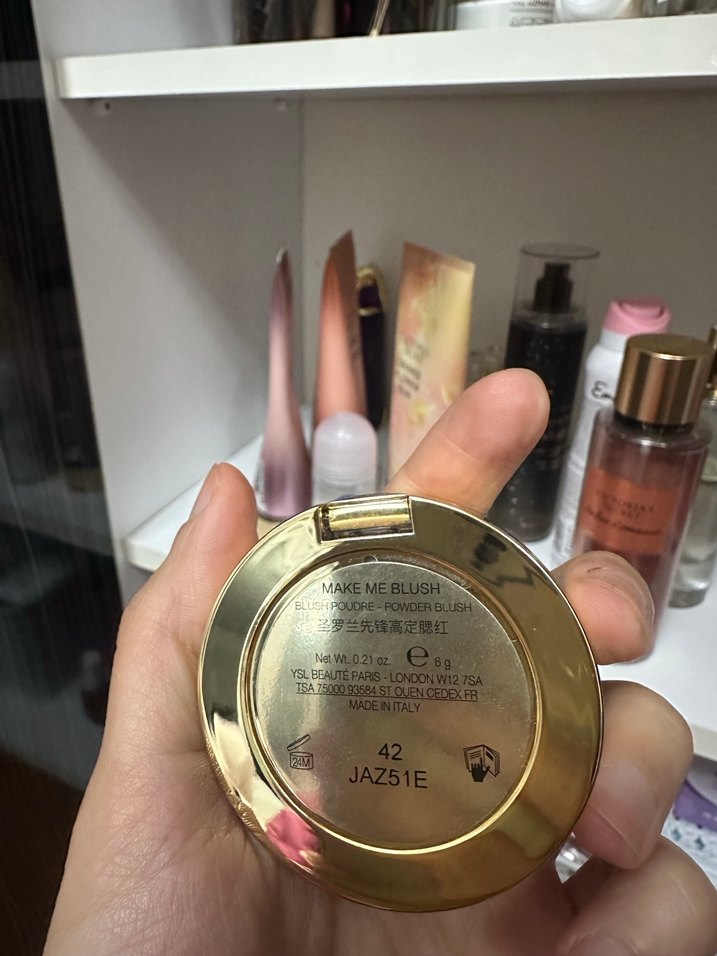 MAKE ME BLUSH
BLUSH POUDRE - POWDER BLUSH
圣罗兰先锋高定腮红
Net Wt. 0.21 oz. e 6 g
YSL BEAUTÉ PARIS - LONDON W12 7SA
TSA 75000 93584 ST OUEN CEDEX FR
MADE IN ITALY
24M
42
JAZ51E
VICTORIA'S
SECRET